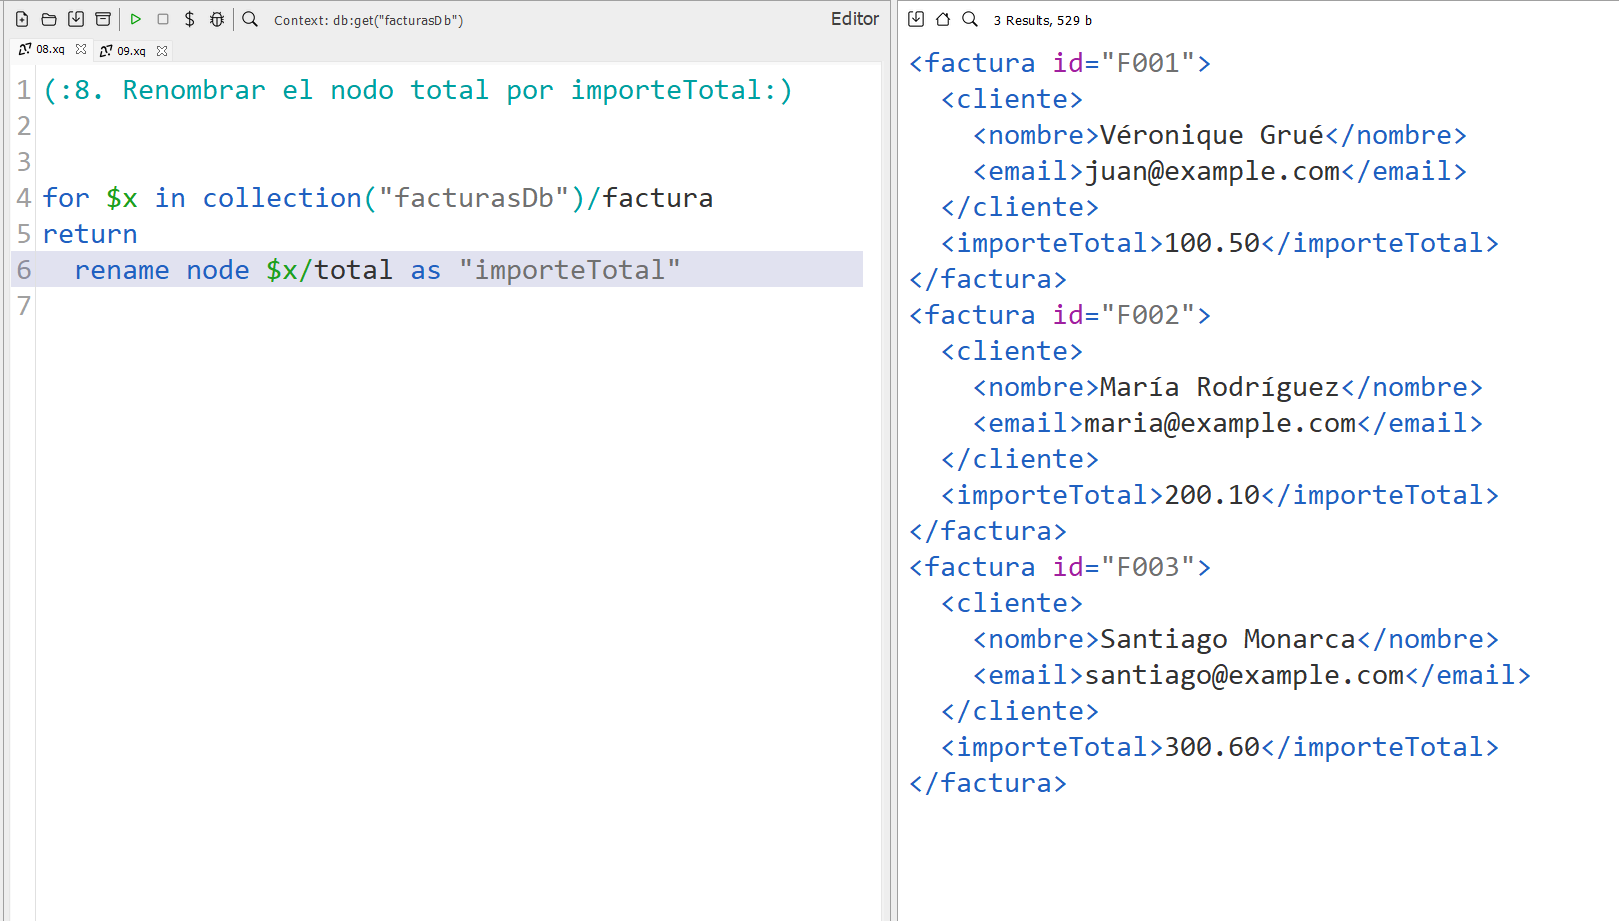 Context: db:get("facturasDb")
Editor
08.xq
09.xq
1 (:8. Renombrar el nodo total por importeTotal:)
2
3
4 for $x in collection("facturasDb")/factura
5 return
6 rename node $x/total as "importeTotal"
7
3 Results, 529 b
<factura id="F001">
<cliente>
<nombre>Véronique Grué</nombre>
<email>juan@example.com</email>
</cliente>
<importeTotal>100.50</importeTotal>
</factura>
<factura id="F002">
<cliente>
<nombre>María Rodríguez</nombre>
<email>maria@example.com</email>
</cliente>
<importeTotal>200.10</importeTotal>
</factura>
<factura id="F003">
<cliente>
<nombre>Santiago Monarca</nombre>
<email>santiago@example.com</email>
</cliente>
<importeTotal>300.60</importeTotal>
</factura>